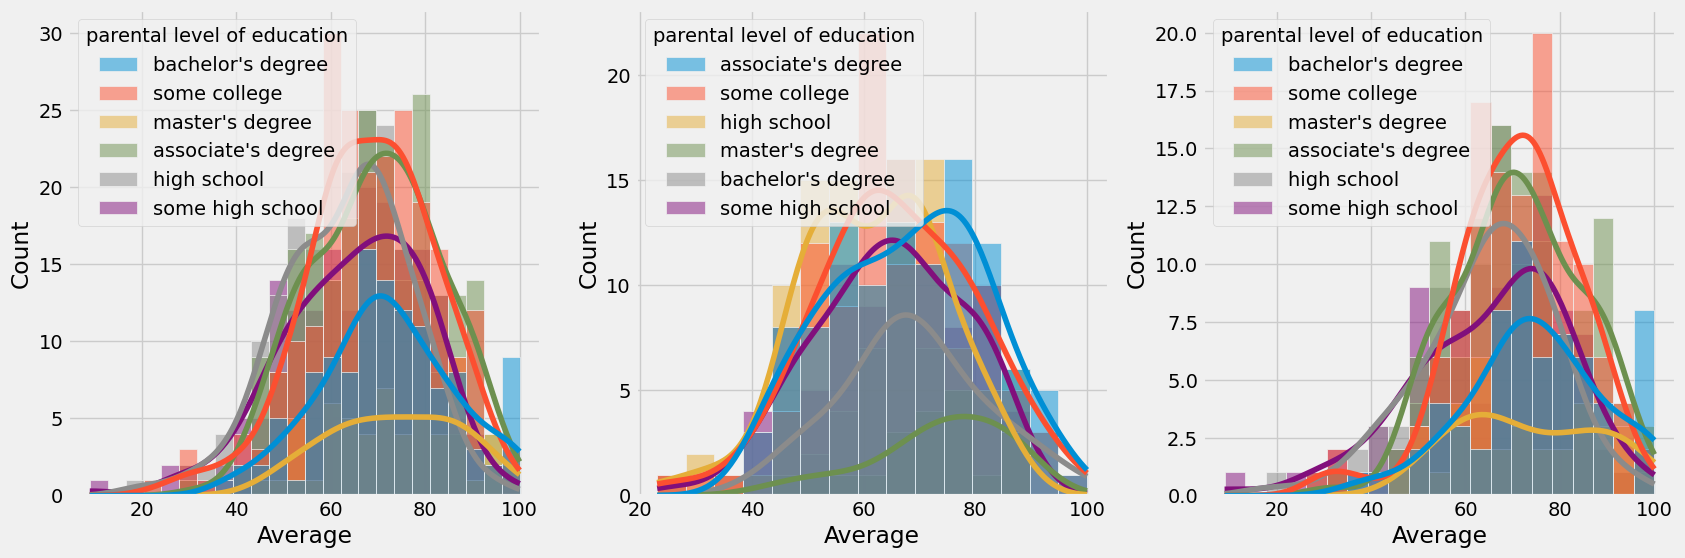 parental level of education
bachelor's degree
some college
master's degree
associate's degree
high school
some high school
30
25
20
15
10
5
0
Count
20
40
60
80
100
Average
parental level of education
associate's degree
some college
high school
master's degree
bachelor's degree
some high school
20
15
10
5
0
Count
20
40
60
80
100
Average
parental level of education
bachelor's degree
some college
master's degree
associate's degree
high school
some high school
20.0
17.5
15.0
12.5
10.0
7.5
5.0
2.5
0.0
Count
20
40
60
80
100
Average